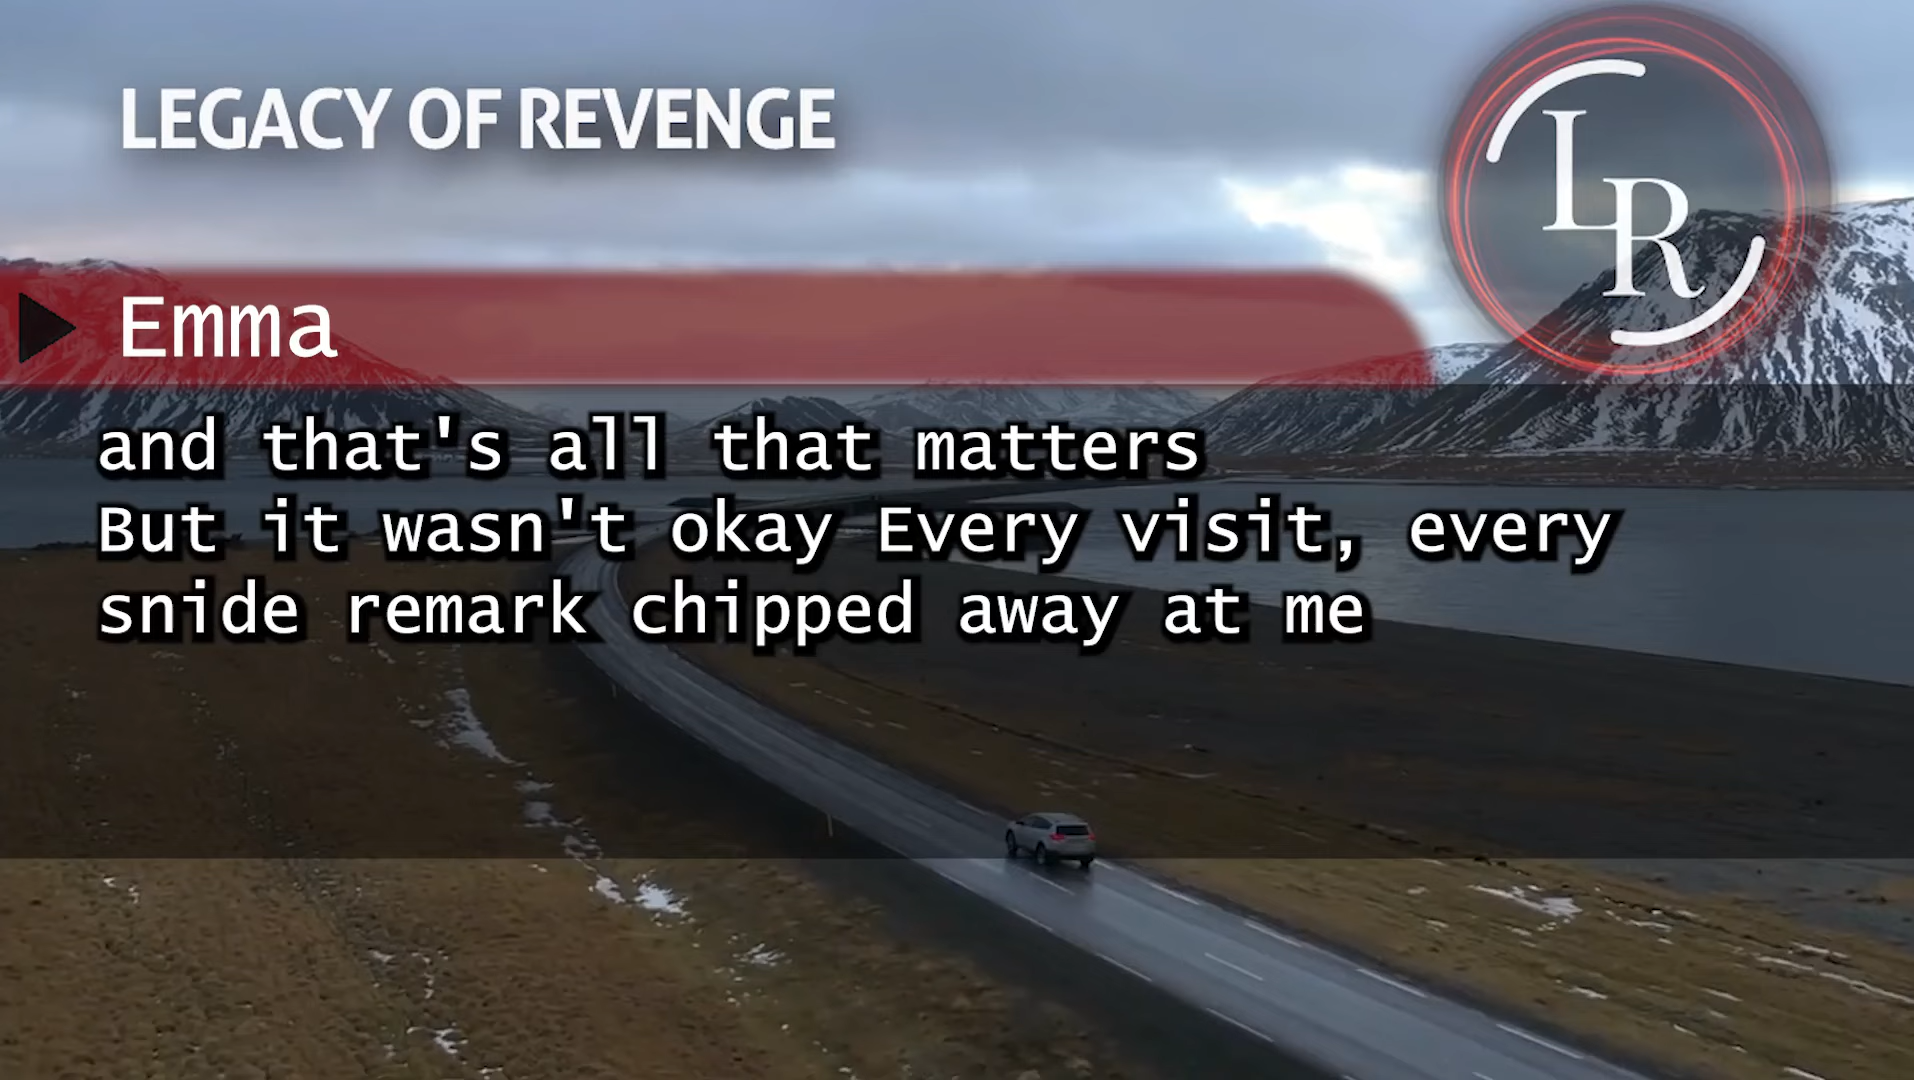 LEGACY OF REVENGE
LR
Emma
and that's all that matters
But it wasn't okay Every visit, every
snide remark chipped away at me